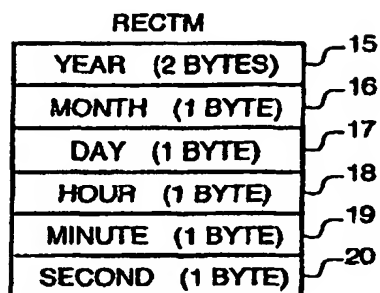 RECTM
YEAR (2 BYTES) 15
MONTH (1 BYTE) 16
DAY (1 BYTE) 17
HOUR (1 BYTE) 18
MINUTE (1 BYTE) 19
SECOND (1 BYTE) 20